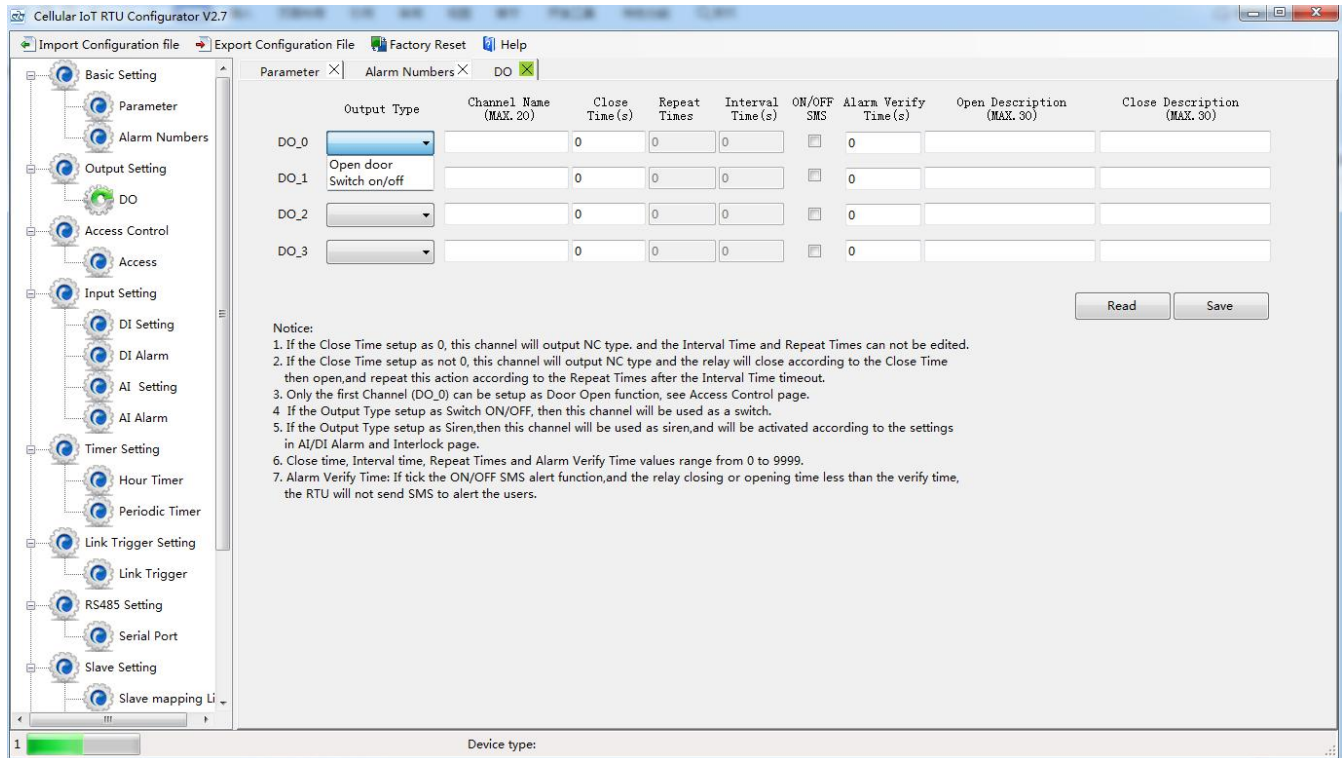 Cellular IoT RTU Configurator V2.7
Import Configuration file Export Configuration File Factory Reset Help
Basic Setting
Parameter
Alarm Numbers
Output Setting
DO
Access Control
Access
Input Setting
DI Setting
DI Alarm
AI Setting
AI Alarm
Timer Setting
Hour Timer
Periodic Timer
Link Trigger Setting
Link Trigger
RS485 Setting
Serial Port
Slave Setting
Slave mapping Li
Parameter Alarm Numbers DO
Output Type Channel Name (MAX. 20) Close Time(s) Repeat Times Interval Time(s) ON/OFF SMS Alarm Verify Time(s) Open Description (MAX. 30) Close Description (MAX. 30)
DO_0 0 0 0 0
Open door
Switch on/off
DO_1 0 0 0 0
DO_2 0 0 0 0
DO_3 0 0 0 0
Read Save
Notice:
1. If the Close Time setup as 0, this channel will output NC type. and the Interval Time and Repeat Times can not be edited.
2. If the Close Time setup as not 0, this channel will output NC type and the relay will close according to the Close Time
then open,and repeat this action according to the Repeat Times after the Interval Time timeout.
3. Only the first Channel (DO_0) can be setup as Door Open function, see Access Control page.
4 If the Output Type setup as Switch ON/OFF, then this channel will be used as a switch.
5. If the Output Type setup as Siren,then this channel will be used as siren,and will be activated according to the settings
in AI/DI Alarm and Interlock page.
6. Close time, Interval time, Repeat Times and Alarm Verify Time values range from 0 to 9999.
7. Alarm Verify Time: If tick the ON/OFF SMS alert function,and the relay closing or opening time less than the verify time,
the RTU will not send SMS to alert the users.
1 Device type: